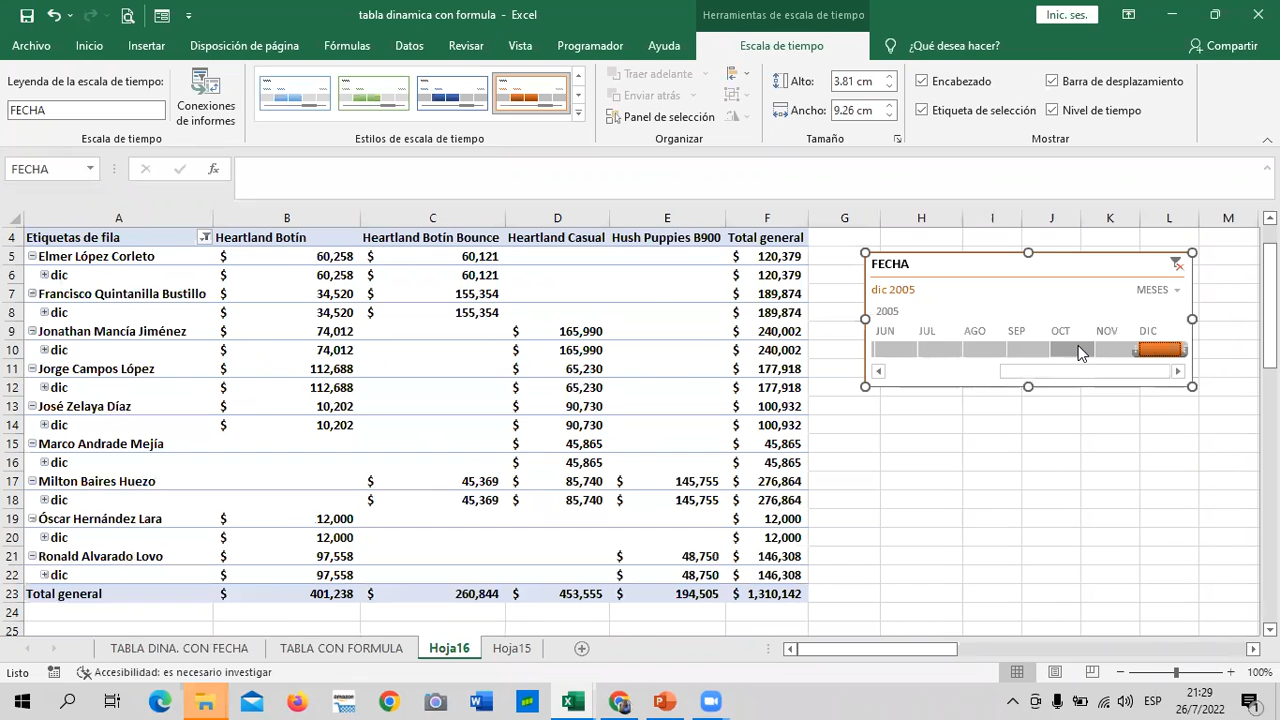 tabla dinamica con formula - Excel
Herramientas de escala de tiempo
Inic. ses.
Archivo Inicio Insertar Disposición de página Fórmulas Datos Revisar Vista Programador Ayuda Escala de tiempo ¿Qué desea hacer? Compartir
Leyenda de la escala de tiempo:
FECHA
Conexiones de informes
Traer adelante
Enviar atrás
Panel de selección
Alto: 3.81 cm
Ancho: 9.26 cm
Encabezado
Barra de desplazamiento
Etiqueta de selección
Nivel de tiempo
Escala de tiempo Estilos de escala de tiempo Organizar Tamaño Mostrar
FECHA fx
A B C D E F G H I J K L M
4 Etiquetas de fila Heartland Botín Heartland Botín Bounce Heartland Casual Hush Puppies B900 Total general
5 Elmer López Corleto $ 60,258 $ 60,121 $ 120,379
6 dic $ 60,258 $ 60,121 $ 120,379
7 Francisco Quintanilla Bustillo $ 34,520 $ 155,354 $ 189,874
8 dic $ 34,520 $ 155,354 $ 189,874
9 Jonathan Mancía Jiménez $ 74,012 $ 165,990 $ 240,002
10 dic $ 74,012 $ 165,990 $ 240,002
11 Jorge Campos López $ 112,688 $ 65,230 $ 177,918
12 dic $ 112,688 $ 65,230 $ 177,918
13 José Zelaya Díaz $ 10,202 $ 90,730 $ 100,932
14 dic $ 10,202 $ 90,730 $ 100,932
15 Marco Andrade Mejía $ 45,865 $ 45,865
16 dic $ 45,865 $ 45,865
17 Milton Baires Huezo $ 45,369 $ 85,740 $ 145,755 $ 276,864
18 dic $ 45,369 $ 85,740 $ 145,755 $ 276,864
19 Óscar Hernández Lara $ 12,000 $ 12,000
20 dic $ 12,000 $ 12,000
21 Ronald Alvarado Lovo $ 97,558 $ 48,750 $ 146,308
22 dic $ 97,558 $ 48,750 $ 146,308
23 Total general $ 401,238 $ 260,844 $ 453,555 $ 194,505 $ 1,310,142
24
25
FECHA
dic 2005 MESES
2005
JUN JUL AGO SEP OCT NOV DIC
TABLA DINA. CON FECHA TABLA CON FORMULA Hoja16 Hoja15
Listo Accesibilidad: es necesario investigar 100%
ESP
21:29
26/7/2022